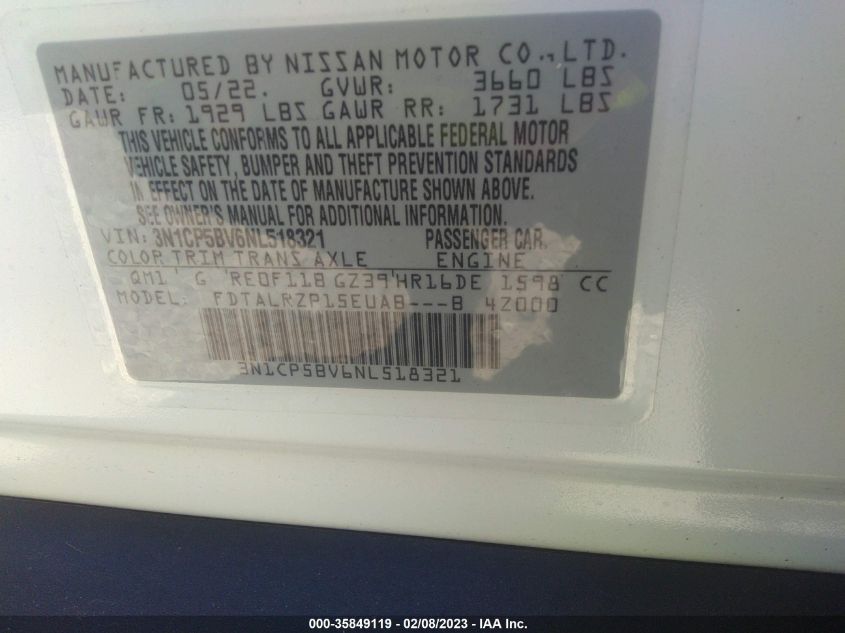 MANUFACTURED BY NISSAN MOTOR CO., LTD.
DATE: 05/22. GVWR: 3660 LBS
GAWR FR: 1929 LBS GAWR RR: 1731 LBS
THIS VEHICLE CONFORMS TO ALL APPLICABLE FEDERAL MOTOR
VEHICLE SAFETY, BUMPER AND THEFT PREVENTION STANDARDS
IN EFFECT ON THE DATE OF MANUFACTURE SHOWN ABOVE.
SEE OWNER'S MANUAL FOR ADDITIONAL INFORMATION.
VIN: 3N1CP5BV6NL518321 PASSENGER CAR.
COLOR TRIM TRANS AXLE ENGINE
QM1 G RE0F11B GZ39 HR16DE 1598 CC
MODEL: FDTALRZP15EUAB---B 4Z000
3N1CP5BV6NL518321
000-35849119 — 02/08/2023 — IAA Inc.